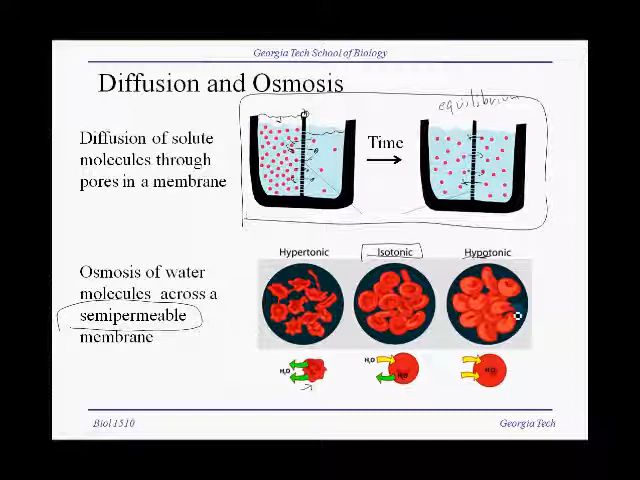 Georgia Tech School of Biology
Diffusion and Osmosis
equilibrium
Diffusion of solute
molecules through
pores in a membrane
Time
Hypertonic
Isotonic
Hypotonic
Osmosis of water
molecules across a
semipermeable
membrane
H₂O
H₂O
H₂O
H₂O
Biol 1510
Georgia Tech